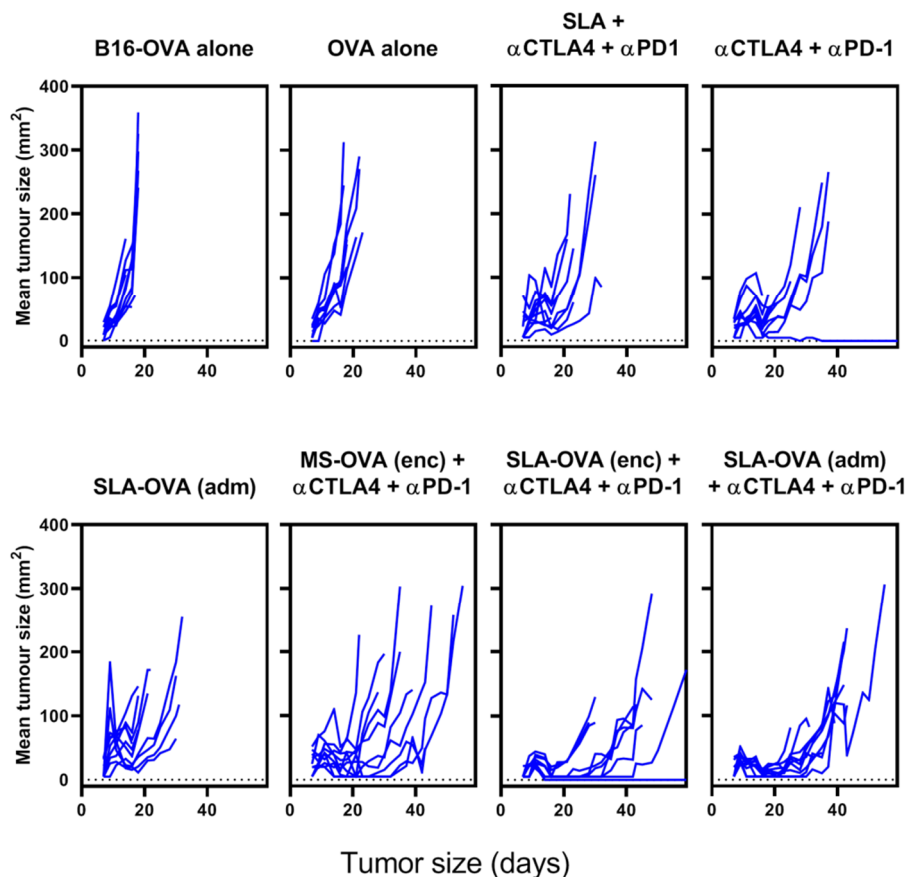 B16-OVA alone
OVA alone
SLA +
αCTLA4 + αPD1
αCTLA4 + αPD-1
Mean tumour size (mm²)
400
300
200
100
0
0 20 40
0 20 40
0 20 40
0 20 40
SLA-OVA (adm)
MS-OVA (enc) +
αCTLA4 + αPD-1
SLA-OVA (enc) +
αCTLA4 + αPD-1
SLA-OVA (adm)
+ αCTLA4 + αPD-1
Mean tumour size (mm²)
400
300
200
100
0
0 20 40
0 20 40
0 20 40
0 20 40
Tumor size (days)